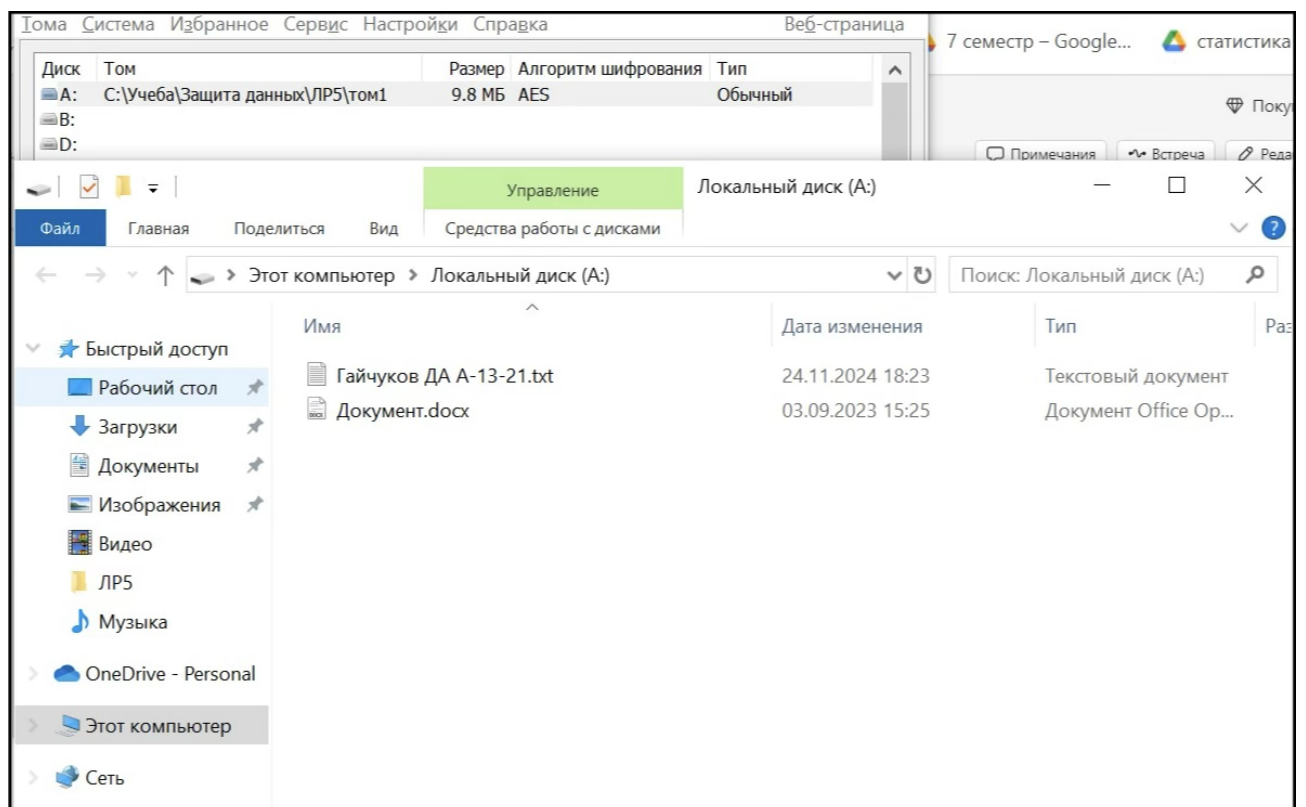 Тома Система Избранное Сервис Настройки Справка Веб-страница
7 семестр – Google... статистика
Диск Том Размер Алгоритм шифрования Тип
A: C:\Учеба\Защита данных\ЛР5\том1 9.8 МБ AES Обычный
B:
D:
Поку
Примечания Встреча Реда
Управление Локальный диск (A:)
Файл Главная Поделиться Вид Средства работы с дисками
Этот компьютер Локальный диск (A:) Поиск: Локальный диск (A:)
Имя Дата изменения Тип Раз
Гайчуков ДА А-13-21.txt 24.11.2024 18:23 Текстовый документ
Документ.docx 03.09.2023 15:25 Документ Office Op...
Быстрый доступ
Рабочий стол
Загрузки
Документы
Изображения
Видео
ЛР5
Музыка
OneDrive - Personal
Этот компьютер
Сеть